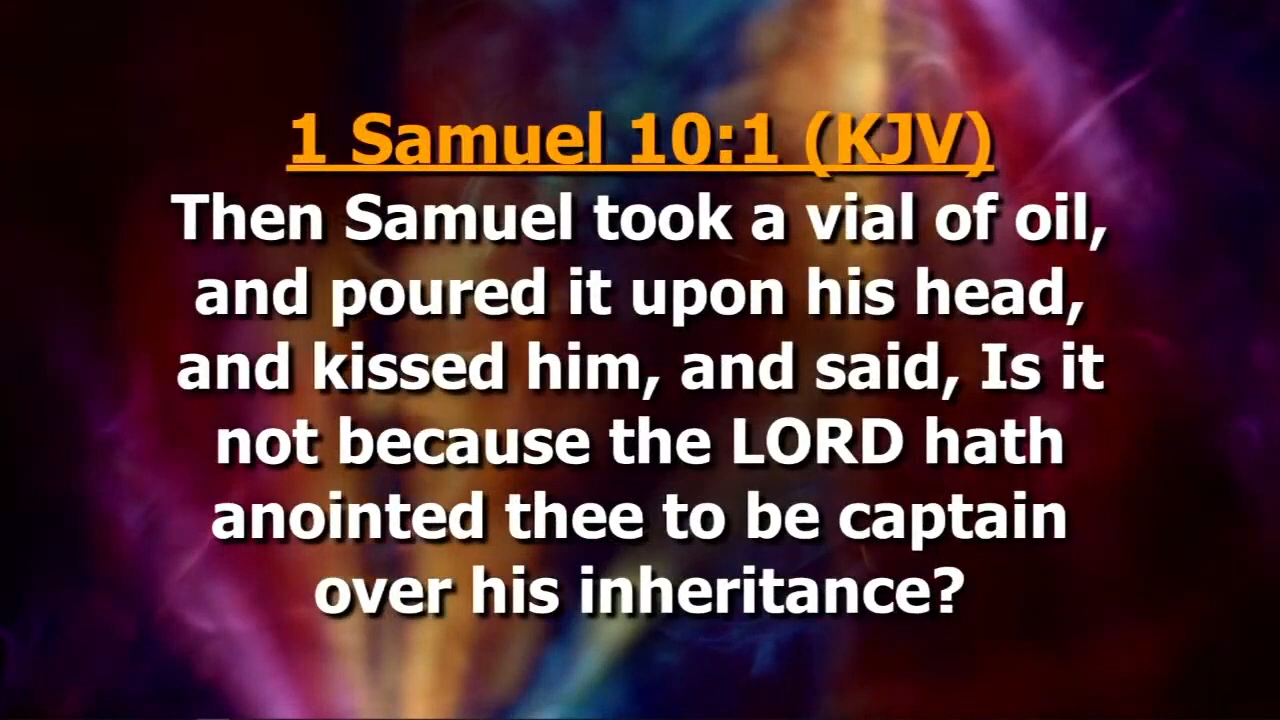 1 Samuel 10:1 (KJV)
Then Samuel took a vial of oil,
and poured it upon his head,
and kissed him, and said, Is it
not because the LORD hath
anointed thee to be captain
over his inheritance?